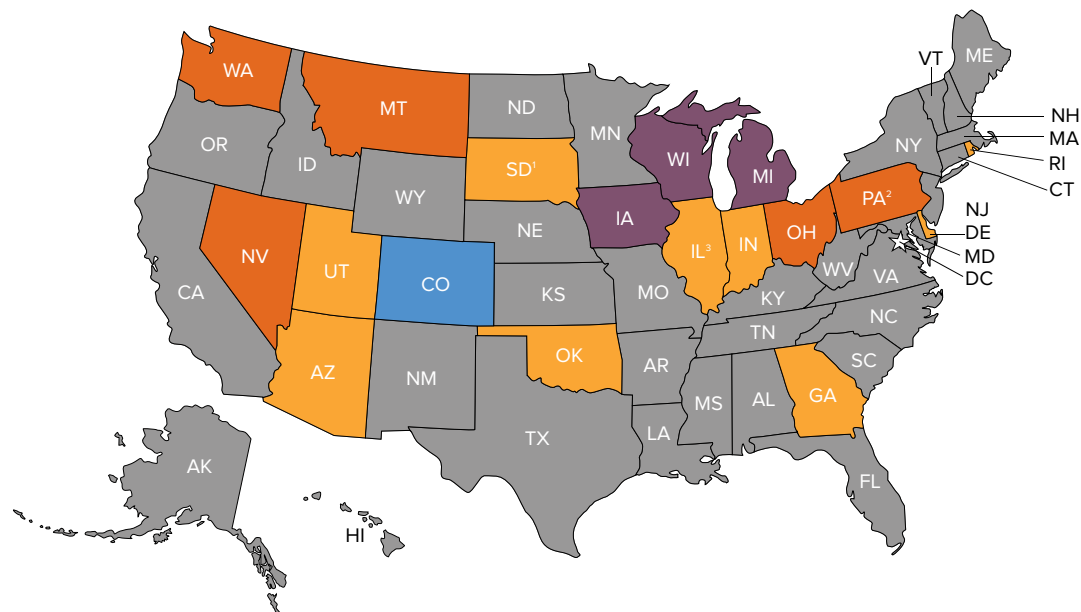 ME
VT
WA
MT
ND
NH
MN
MA
OR
NY
WI
RI
ID
SD¹
MI
CT
WY
PA²
NJ
IA
OH
NE
DE
NV
IL³
IN
MD
UT
WV
VA
DC
CO
CA
KS
MO
KY
NC
TN
OK
SC
AZ
NM
AR
GA
MS
AL
LA
TX
AK
FL
HI